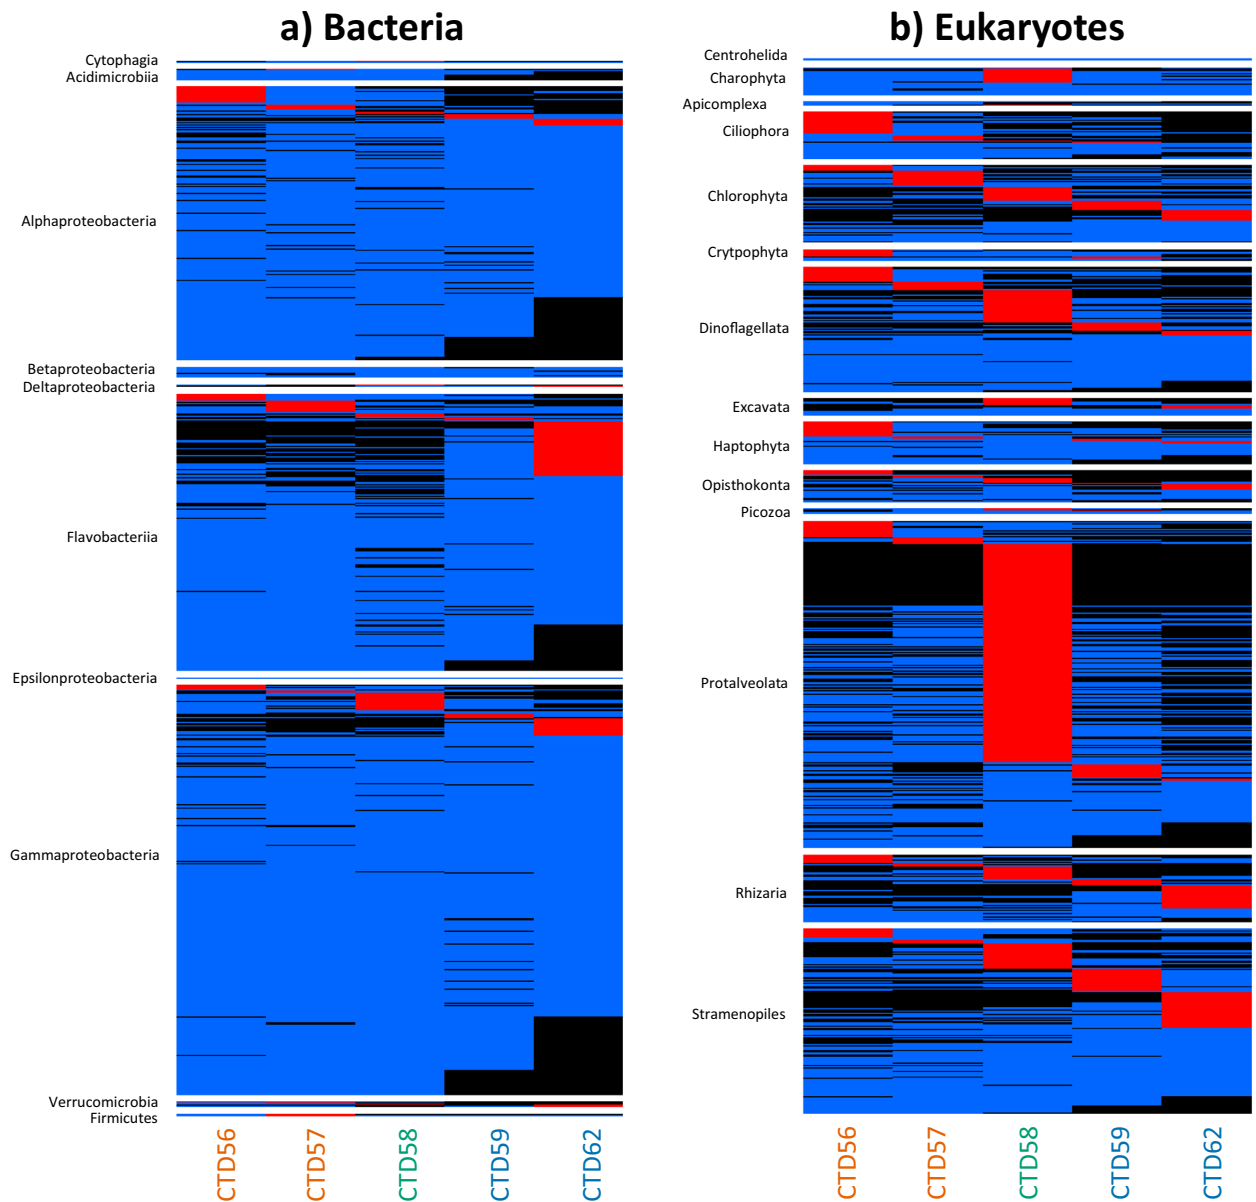 a) Bacteria
Cytophagia
Acidimicrobiia
Alphaproteobacteria
Betaproteobacteria
Deltaproteobacteria
Flavobacteriia
Epsilonproteobacteria
Gammaproteobacteria
Verrucomicrobia
Firmicutes
CTD56
CTD57
CTD58
CTD59
CTD62
b) Eukaryotes
Centrohelida
Charophyta
Apicomplexa
Ciliophora
Chlorophyta
Crytpophyta
Dinoflagellata
Excavata
Haptophyta
Opisthokonta
Picozoa
Protalveolata
Rhizaria
Stramenopiles
CTD56
CTD57
CTD58
CTD59
CTD62